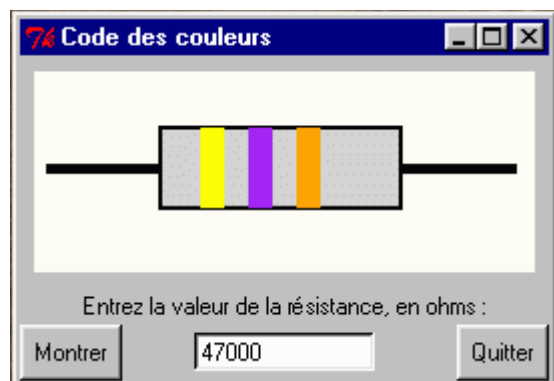 Code des couleurs
Entrez la valeur de la résistance, en ohms :
Montrer 47000 Quitter